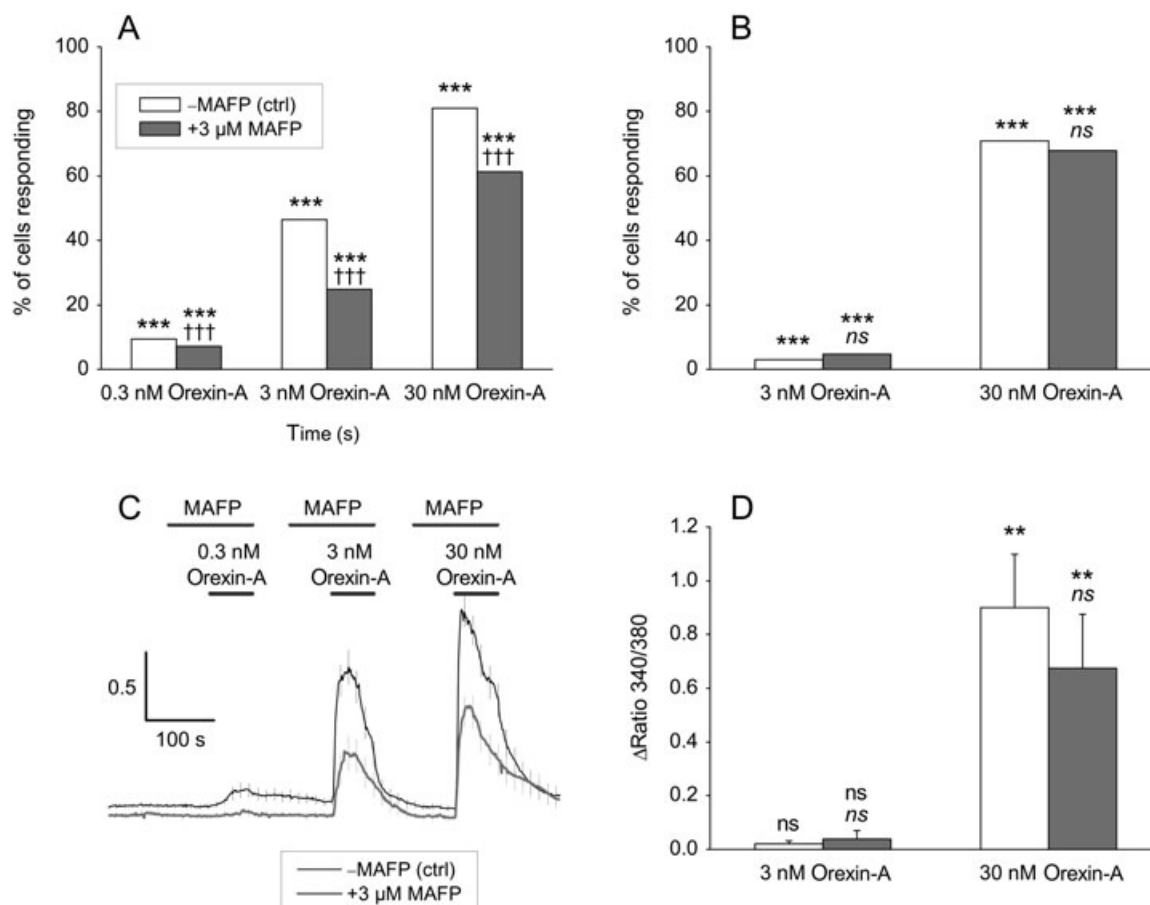 A
% of cells responding
100
80
60
40
20
0
–MAFP (ctrl)
+3 µM MAFP
***
***
†††
***
***
†††
***
***
†††
0.3 nM Orexin-A 3 nM Orexin-A 30 nM Orexin-A
Time (s)
B
% of cells responding
100
80
60
40
20
0
***
***
ns
***
***
ns
3 nM Orexin-A 30 nM Orexin-A
C
MAFP MAFP MAFP
0.3 nM 3 nM 30 nM
Orexin-A Orexin-A Orexin-A
0.5
100 s
–MAFP (ctrl)
+3 µM MAFP
D
ΔRatio 340/380
1.2
1.0
0.8
0.6
0.4
0.2
0.0
ns
ns
ns
**
**
ns
3 nM Orexin-A 30 nM Orexin-A